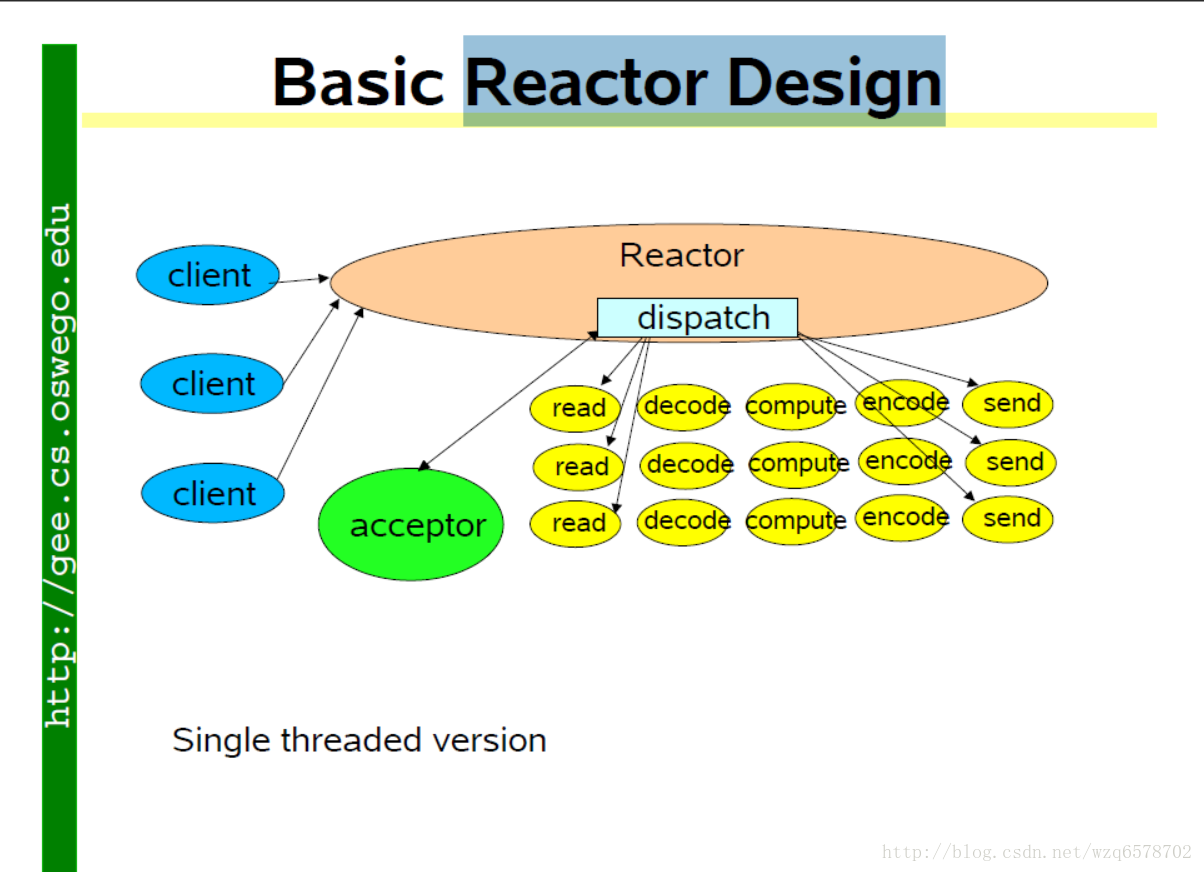 Basic Reactor Design
http://gee.cs.oswego.edu
Reactor
dispatch
client
client
client
acceptor
read decode compute encode send
read decode compute encode send
read decode compute encode send
Single threaded version
http://blog.csdn.net/wzq6578702